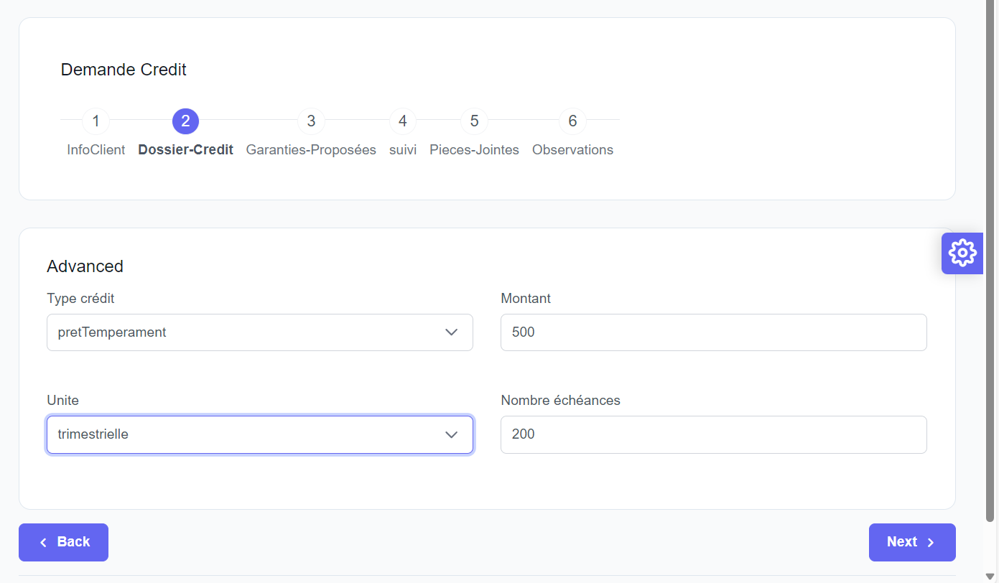 Demande Credit
1 2 3 4 5 6
InfoClient Dossier-Credit Garanties-Proposées suivi Pieces-Jointes Observations
Advanced
Type crédit Montant
pretTemperament 500
Unite Nombre échéances
trimestrielle 200
Back Next